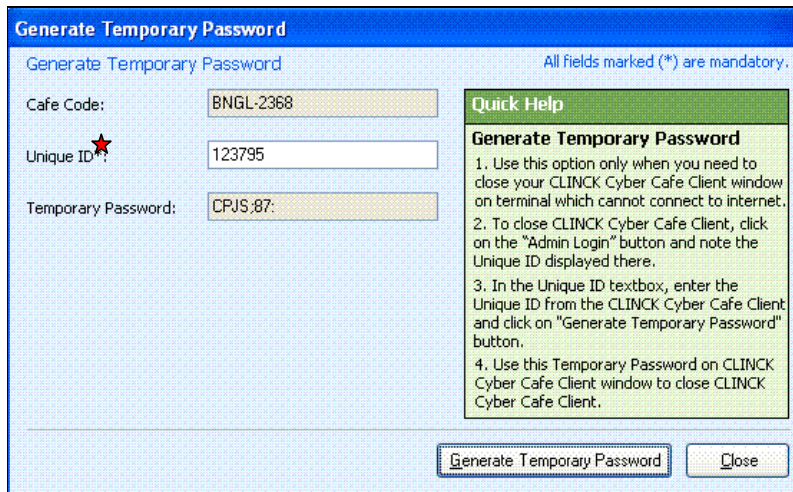 Generate Temporary Password
Generate Temporary Password
All fields marked (*) are mandatory.
Cafe Code:
BNGL-2368
Unique ID*:
123795
Temporary Password:
CPJS;87:
Quick Help
Generate Temporary Password
1. Use this option only when you need to
close your CLINCK Cyber Cafe Client window
on terminal which cannot connect to internet.
2. To close CLINCK Cyber Cafe Client, click
on the "Admin Login" button and note the
Unique ID displayed there.
3. In the Unique ID textbox, enter the
Unique ID from the CLINCK Cyber Cafe Client
and click on "Generate Temporary Password"
button.
4. Use this Temporary Password on CLINCK
Cyber Cafe Client window to close CLINCK
Cyber Cafe Client.
Generate Temporary Password
Close